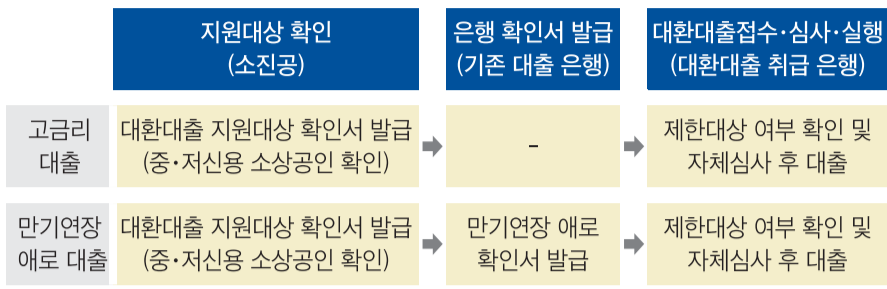 지원대상 확인
(소진공)
은행 확인서 발급
(기존 대출 은행)
대환대출접수·심사·실행
(대환대출 취급 은행)
고금리
대출
대환대출 지원대상 확인서 발급
(중·저신용 소상공인 확인)
-
제한대상 여부 확인 및
자체심사 후 대출
만기연장
애로 대출
대환대출 지원대상 확인서 발급
(중·저신용 소상공인 확인)
만기연장 애로
확인서 발급
제한대상 여부 확인 및
자체심사 후 대출